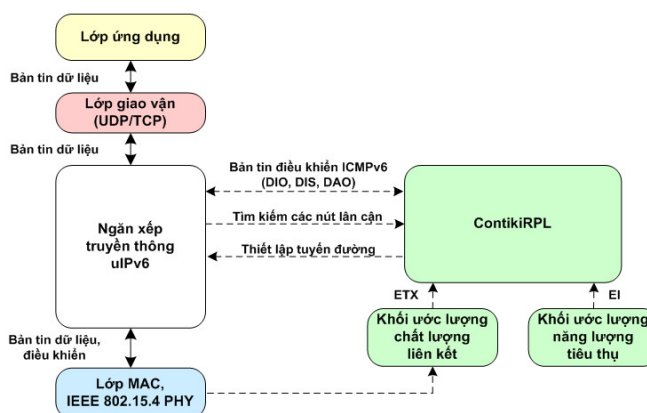 Lớp ứng dụng
Bản tin dữ liệu
Lớp giao vận
(UDP/TCP)
Bản tin dữ liệu
Ngăn xếp
truyền thông
uIPv6
Bản tin điều khiển ICMPv6
(DIO, DIS, DAO)
Tìm kiếm các nút lân cận
Thiết lập tuyến đường
ContikiRPL
ETX
EI
Khối ước lượng
chất lượng
liên kết
Khối ước lượng
năng lượng
tiêu thụ
Bản tin dữ liệu,
điều khiển
Lớp MAC,
IEEE 802.15.4 PHY